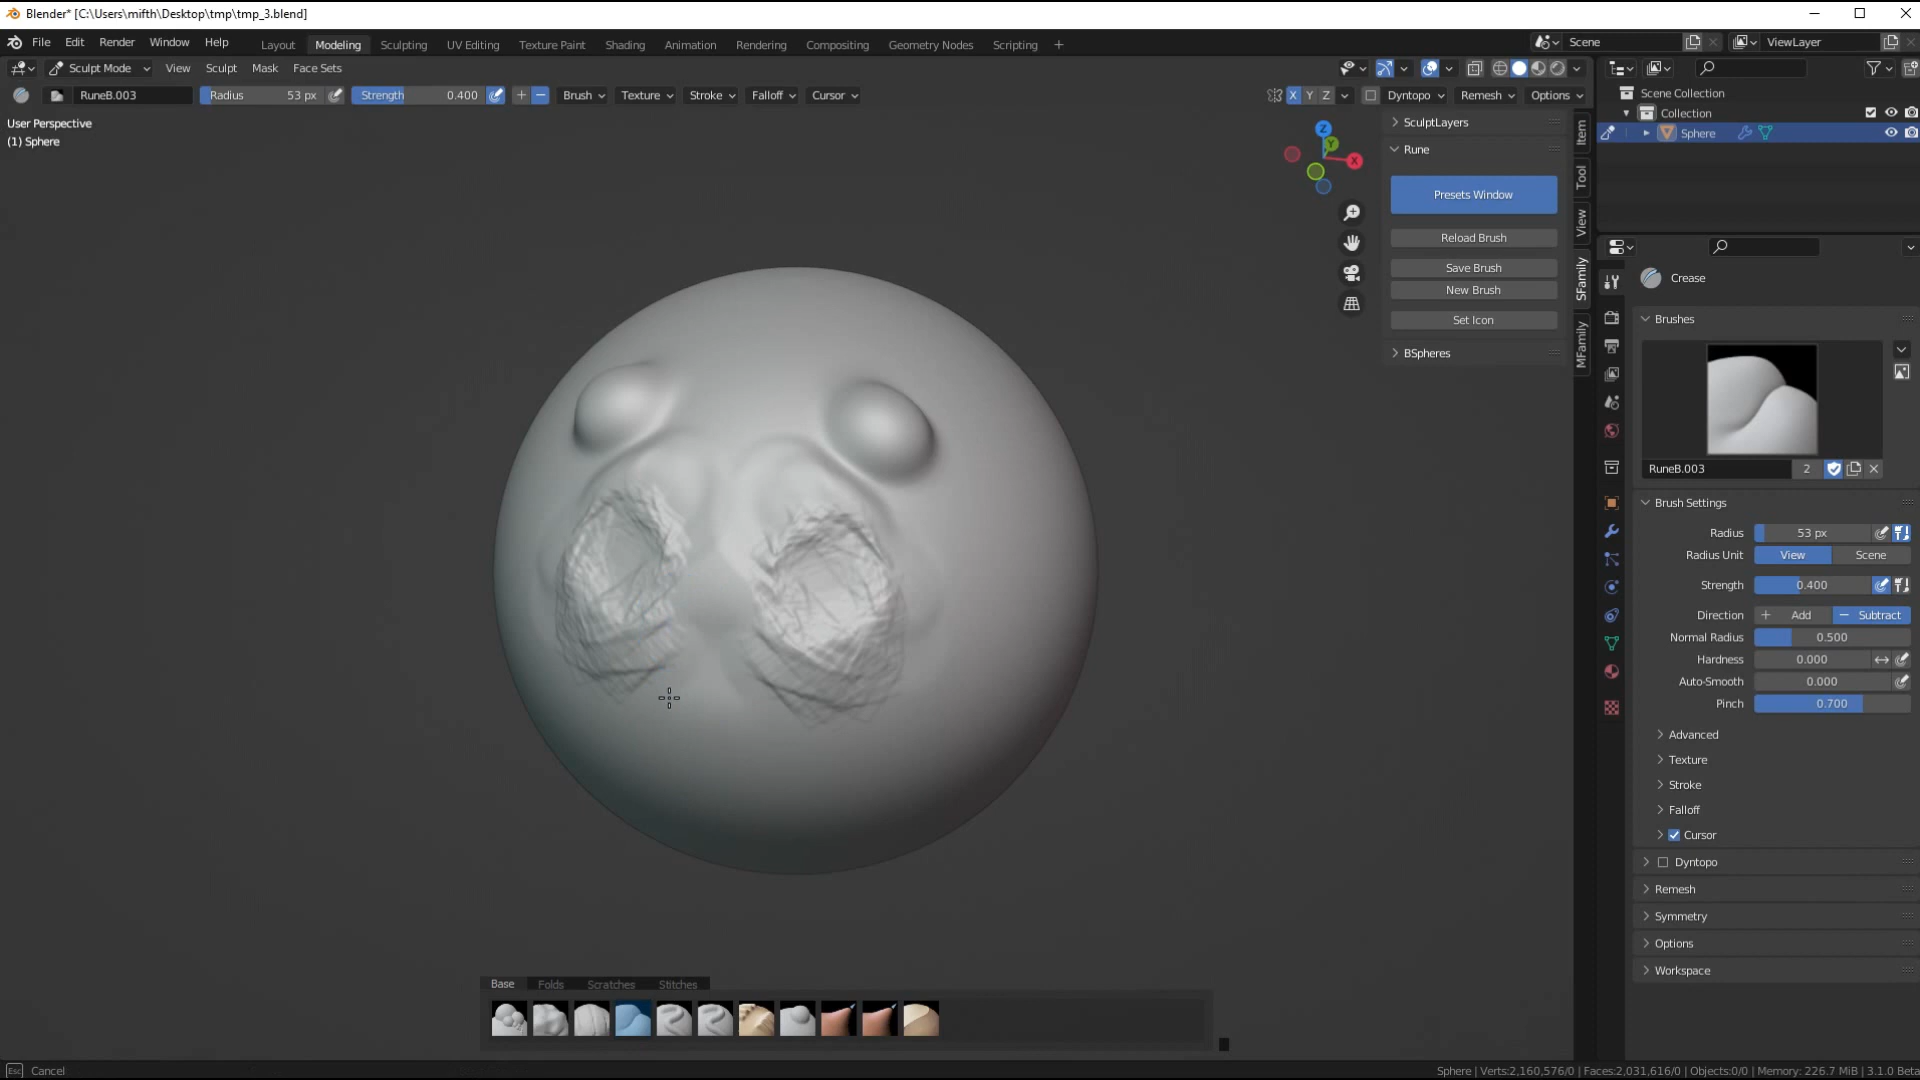 Blender* [C:\Users\mifth\Desktop\tmp\tmp_3.blend]
File Edit Render Window Help Layout Modeling Sculpting UV Editing Texture Paint Shading Animation Rendering Compositing Geometry Nodes Scripting + Scene ViewLayer
Sculpt Mode View Sculpt Mask Face Sets
RuneB.003 Radius 53 px Strength 0.400 + − Brush Texture Stroke Falloff Cursor X Y Z Dyntopo Remesh Options
User Perspective
(1) Sphere
Z
Y
X
SculptLayers
Rune
Presets Window
Reload Brush
Save Brush
New Brush
Set Icon
BSpheres
Item
Tool
View
SFamily
MFamily
Scene Collection
Collection
Sphere
Crease
Brushes
RuneB.003 2
Brush Settings
Radius 53 px
Radius Unit View Scene
Strength 0.400
Direction + Add − Subtract
Normal Radius 0.500
Hardness 0.000
Auto-Smooth 0.000
Pinch 0.700
Advanced
Texture
Stroke
Falloff
Cursor
Dyntopo
Remesh
Symmetry
Options
Workspace
Base Folds Scratches Stitches
Esc Cancel
Sphere | Verts:2,160,576/0 | Faces:2,031,616/0 | Objects:0/0 | Memory: 226.7 MiB | 3.1.0 Beta